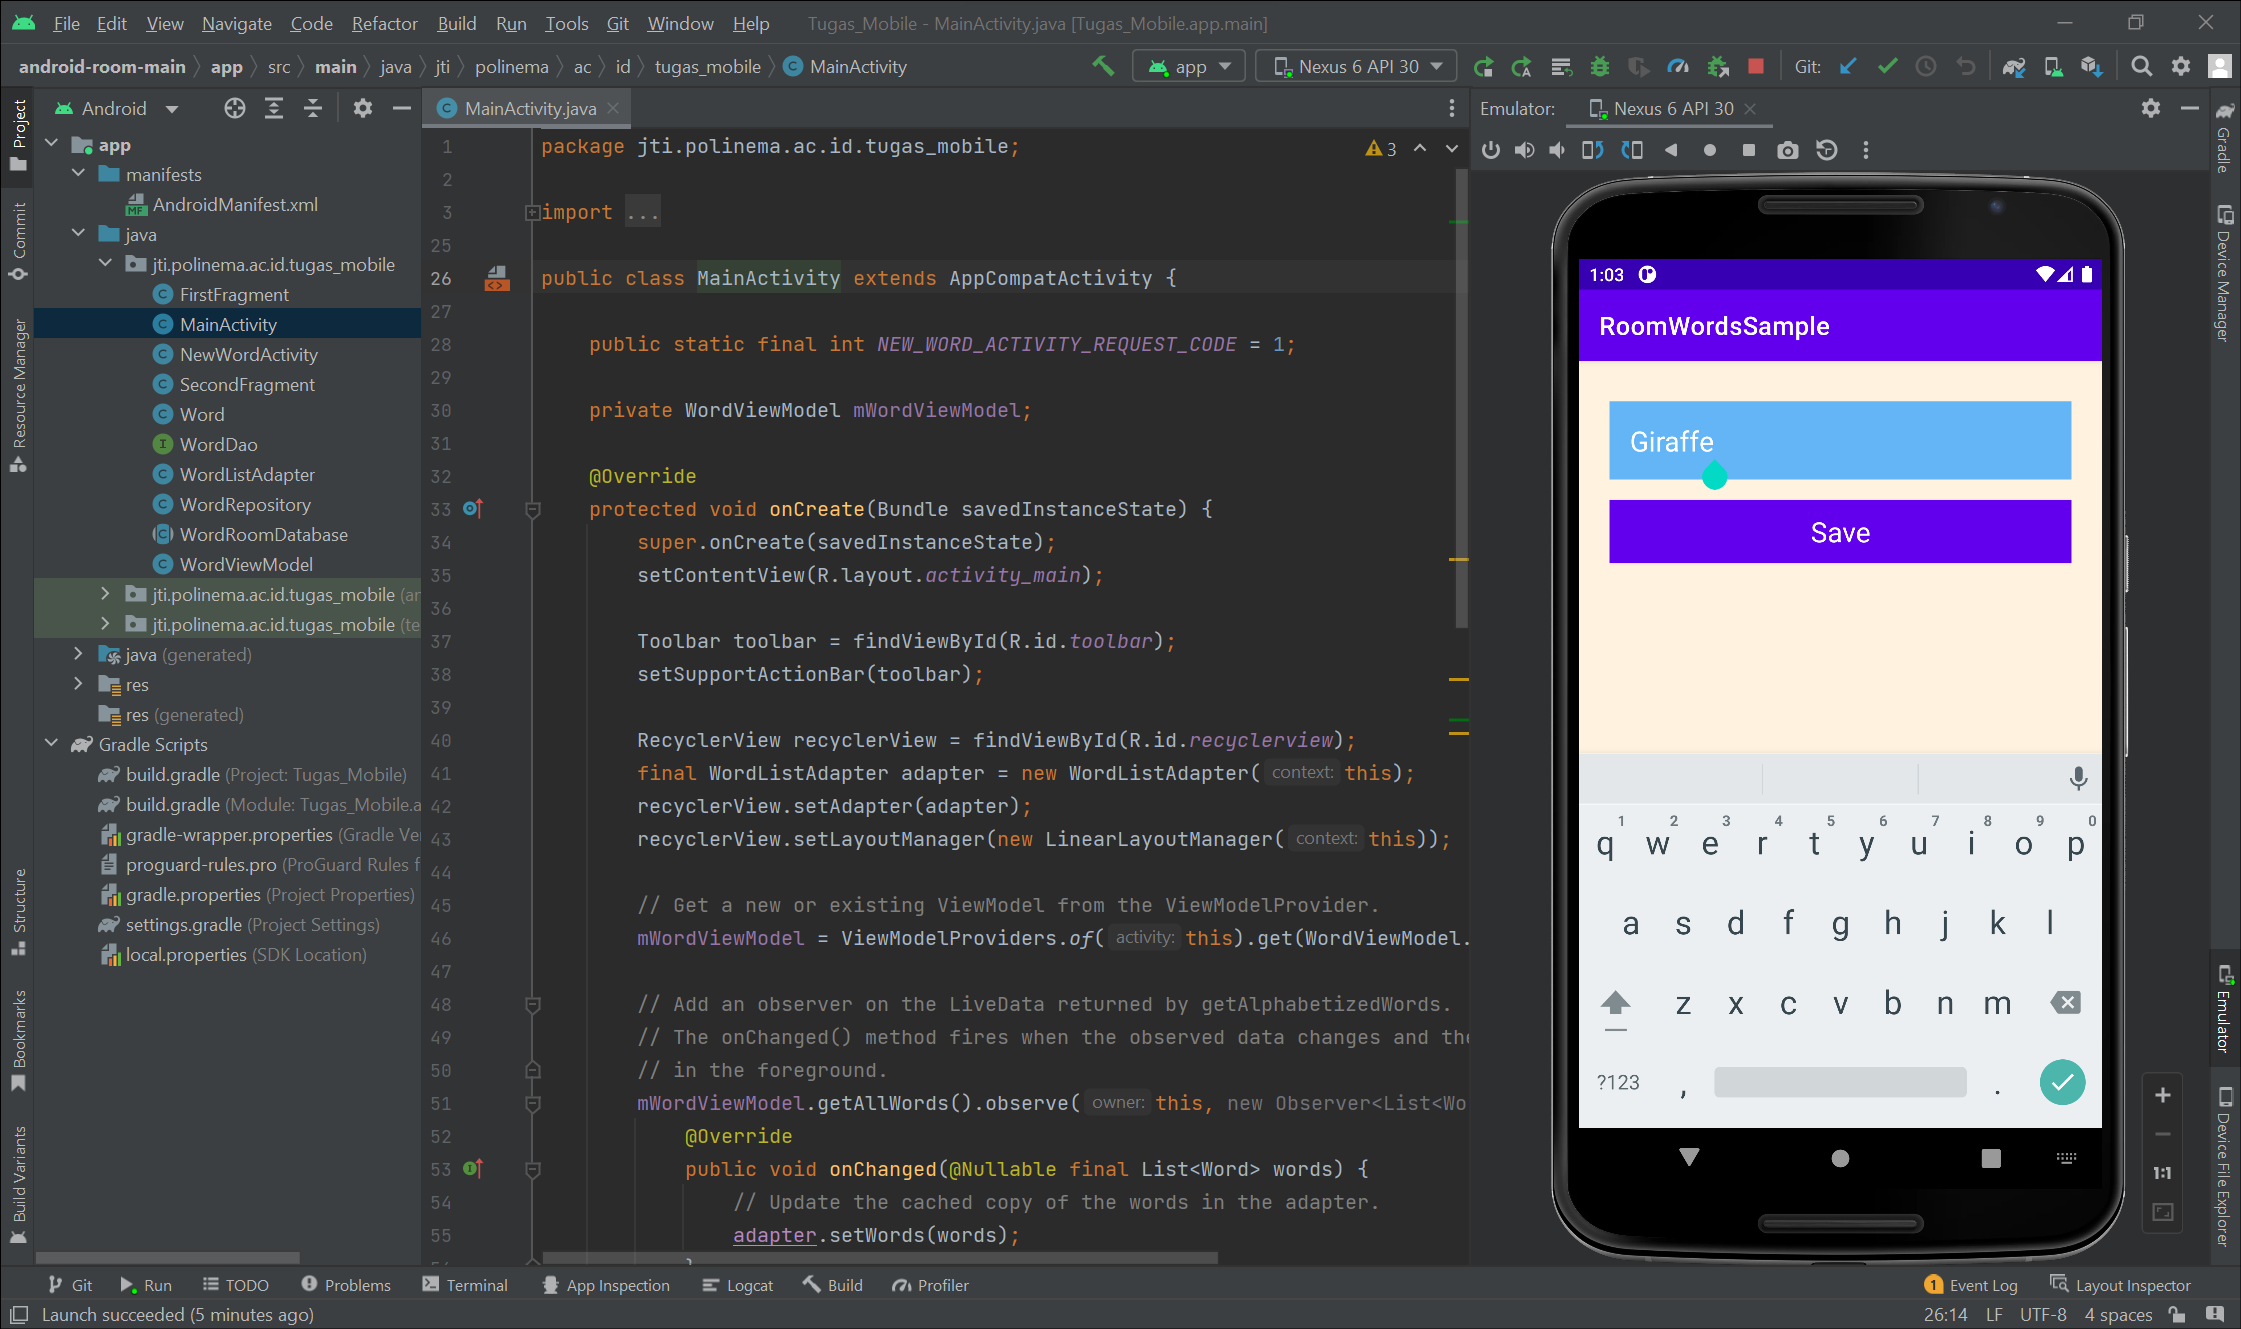 File Edit View Navigate Code Refactor Build Run Tools Git Window Help Tugas_Mobile - MainActivity.java [Tugas_Mobile.app.main]
android-room-main app src main java jti polinema ac id tugas_mobile MainActivity app Nexus 6 API 30 Git:
Project
Commit
Resource Manager
Structure
Bookmarks
Build Variants
Android
app
manifests
AndroidManifest.xml
java
jti.polinema.ac.id.tugas_mobile
FirstFragment
MainActivity
NewWordActivity
SecondFragment
Word
WordDao
WordListAdapter
WordRepository
WordRoomDatabase
WordViewModel
jti.polinema.ac.id.tugas_mobile (ar
jti.polinema.ac.id.tugas_mobile (te
java (generated)
res
res (generated)
Gradle Scripts
build.gradle (Project: Tugas_Mobile)
build.gradle (Module: Tugas_Mobile.a
gradle-wrapper.properties (Gradle Ver
proguard-rules.pro (ProGuard Rules f
gradle.properties (Project Properties)
settings.gradle (Project Settings)
local.properties (SDK Location)
MainActivity.java
3
1 package jti.polinema.ac.id.tugas_mobile;
2
3 import ...
25
26 public class MainActivity extends AppCompatActivity {
27
28 public static final int NEW_WORD_ACTIVITY_REQUEST_CODE = 1;
29
30 private WordViewModel mWordViewModel;
31
32 @Override
33 protected void onCreate(Bundle savedInstanceState) {
34 super.onCreate(savedInstanceState);
35 setContentView(R.layout.activity_main);
36
37 Toolbar toolbar = findViewById(R.id.toolbar);
38 setSupportActionBar(toolbar);
39
40 RecyclerView recyclerView = findViewById(R.id.recyclerview);
41 final WordListAdapter adapter = new WordListAdapter( context: this);
42 recyclerView.setAdapter(adapter);
43 recyclerView.setLayoutManager(new LinearLayoutManager( context: this));
44
45 // Get a new or existing ViewModel from the ViewModelProvider.
46 mWordViewModel = ViewModelProviders.of( activity: this).get(WordViewModel.
47
48 // Add an observer on the LiveData returned by getAlphabetizedWords.
49 // The onChanged() method fires when the observed data changes and the
50 // in the foreground.
51 mWordViewModel.getAllWords().observe( owner: this, new Observer<List<Wo
52 @Override
53 public void onChanged(@Nullable final List<Word> words) {
54 // Update the cached copy of the words in the adapter.
55 adapter.setWords(words);
}
Emulator: Nexus 6 API 30
1:03
RoomWordsSample
Giraffe
Save
1 2 3 4 5 6 7 8 9 0
q w e r t y u i o p
a s d f g h j k l
z x c v b n m
?123 , .
1:1
Gradle
Device Manager
Emulator
Device File Explorer
Git Run TODO Problems Terminal App Inspection Logcat Build Profiler 1 Event Log Layout Inspector
Launch succeeded (5 minutes ago) 26:14 LF UTF-8 4 spaces